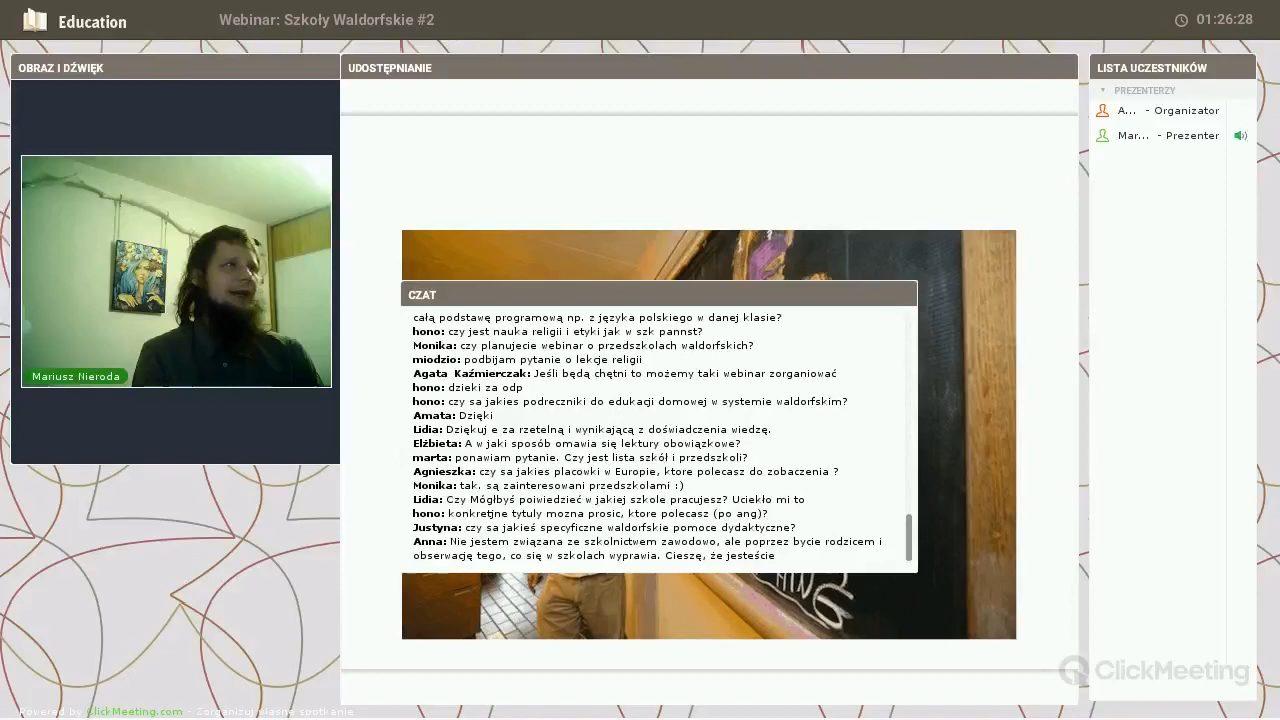 Education
Webinar: Szkoły Waldorfskie #2
01:26:28
OBRAZ I DŹWIĘK
UDOSTĘPNIANIE
LISTA UCZESTNIKÓW
PREZENTERZY
A... - Organizator
Mar... - Prezenter
Mariusz Nieroda
CZAT
całą podstawę programową np. z języka polskiego w danej klasie?
hono: czy jest nauka religii i etyki jak w szk pannst?
Monika: czy planujecie webinar o przedszkolach waldorfskich?
miodzio: podbijam pytanie o lekcje religii
Agata Kaźmierczak: Jeśli będą chętni to możemy taki webinar zorganiować
hono: dzieki za odp
hono: czy sa jakies podreczniki do edukacji domowej w systemie waldorfskim?
Amata: Dzięki
Lidia: Dziękuj e za rzetelną i wynikającą z doświadczenia wiedzę.
Elżbieta: A w jaki sposób omawia się lektury obowiązkowe?
marta: ponawiam pytanie. Czy jest lista szkół i przedszkoli?
Agnieszka: czy sa jakies placowki w Europie, ktore polecasz do zobaczenia ?
Monika: tak. są zainteresowani przedszkolami :)
Lidia: Czy Mógłbyś poiwiedzieć w jakiej szkole pracujesz? Uciekło mi to
hono: konkretjne tytuly mozna prosic, ktore polecasz (po ang)?
Justyna: czy sa jakieś specyficzne waldorfskie pomoce dydaktyczne?
Anna: Nie jestem związana ze szkolnictwem zawodowo, ale poprzez bycie rodzicem i
obserwację tego, co się w szkolach wyprawia. Cieszę, że jesteście
ClickMeeting
Powered by ClickMeeting.com - Zorganizuj własne spotkanie